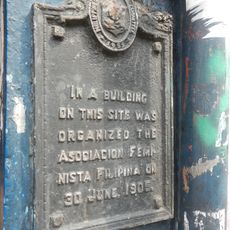 IN A BUILDING
ON THIS SITE WAS
ORGANIZED THE
ASOCIACION FEMI-
NISTA FILIPINA ON
30 JUNE, 1905.